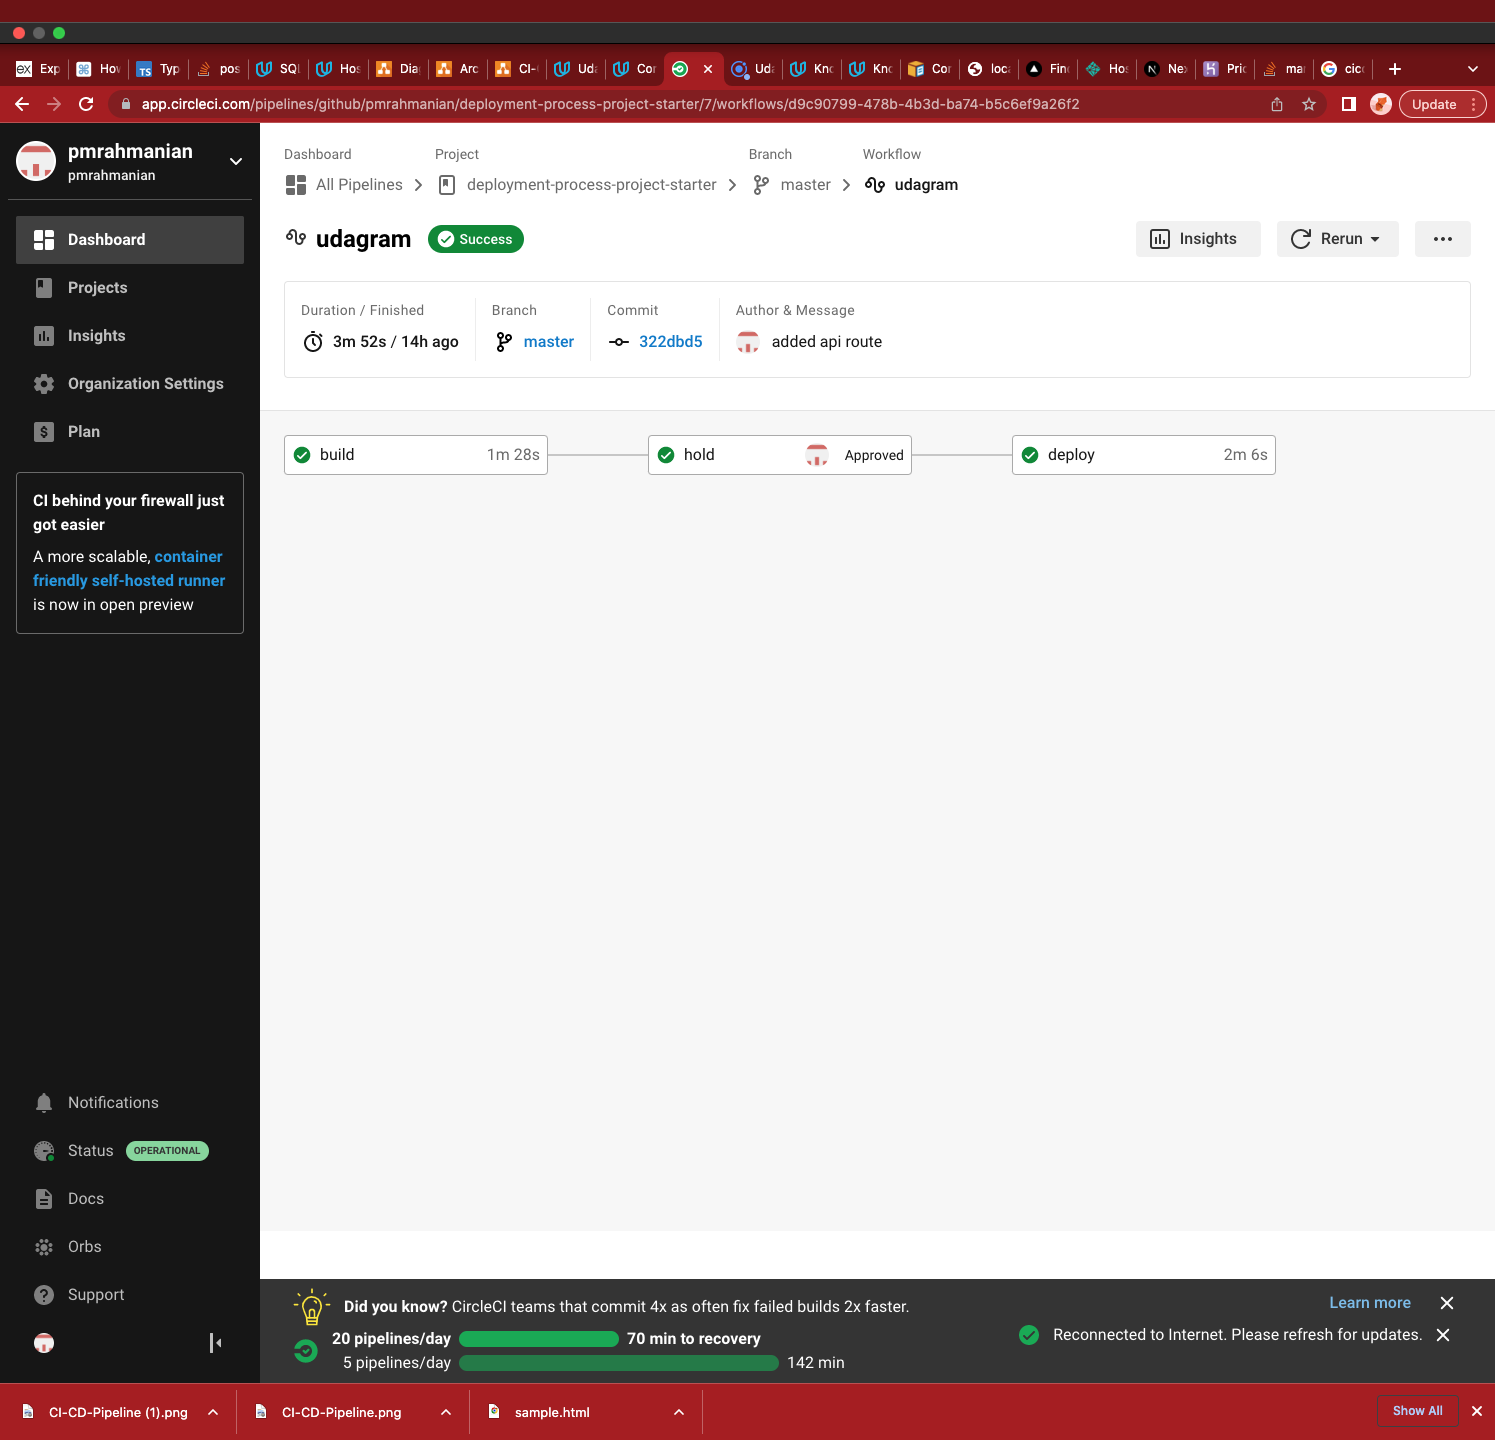 Exp
How
Typ
pos
SQL
Hos
Dia
Arc
CI-
Uda
Cor
Uda
Knc
Knc
Cor
loca
Finc
Hos
Nex
Pric
mar
cicc
app.circleci.com/pipelines/github/pmrahmanian/deployment-process-project-starter/7/workflows/d9c90799-478b-4b3d-ba74-b5c6ef9a26f2
Update
pmrahmanian
pmrahmanian
Dashboard
Projects
Insights
Organization Settings
Plan
CI behind your firewall just
got easier
A more scalable, container
friendly self-hosted runner
is now in open preview
Notifications
Status OPERATIONAL
Docs
Orbs
Support
Dashboard Project Branch Workflow
All Pipelines deployment-process-project-starter master udagram
udagram Success
Insights Rerun
Duration / Finished Branch Commit Author & Message
3m 52s / 14h ago master 322dbd5 added api route
build 1m 28s hold Approved deploy 2m 6s
Did you know? CircleCI teams that commit 4x as often fix failed builds 2x faster.
Learn more
20 pipelines/day 70 min to recovery
5 pipelines/day 142 min
Reconnected to Internet. Please refresh for updates.
CI-CD-Pipeline (1).png CI-CD-Pipeline.png sample.html Show All